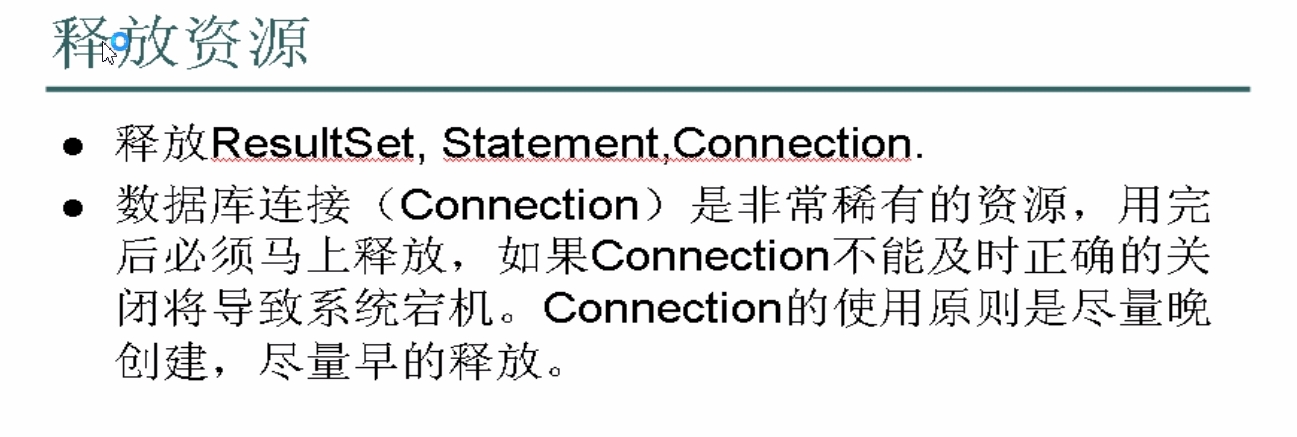 释放资源
● 释放ResultSet, Statement,Connection.
● 数据库连接（Connection）是非常稀有的资源，用完
后必须马上释放，如果Connection不能及时正确的关
闭将导致系统宕机。Connection的使用原则是尽量晚
创建，尽量早的释放。